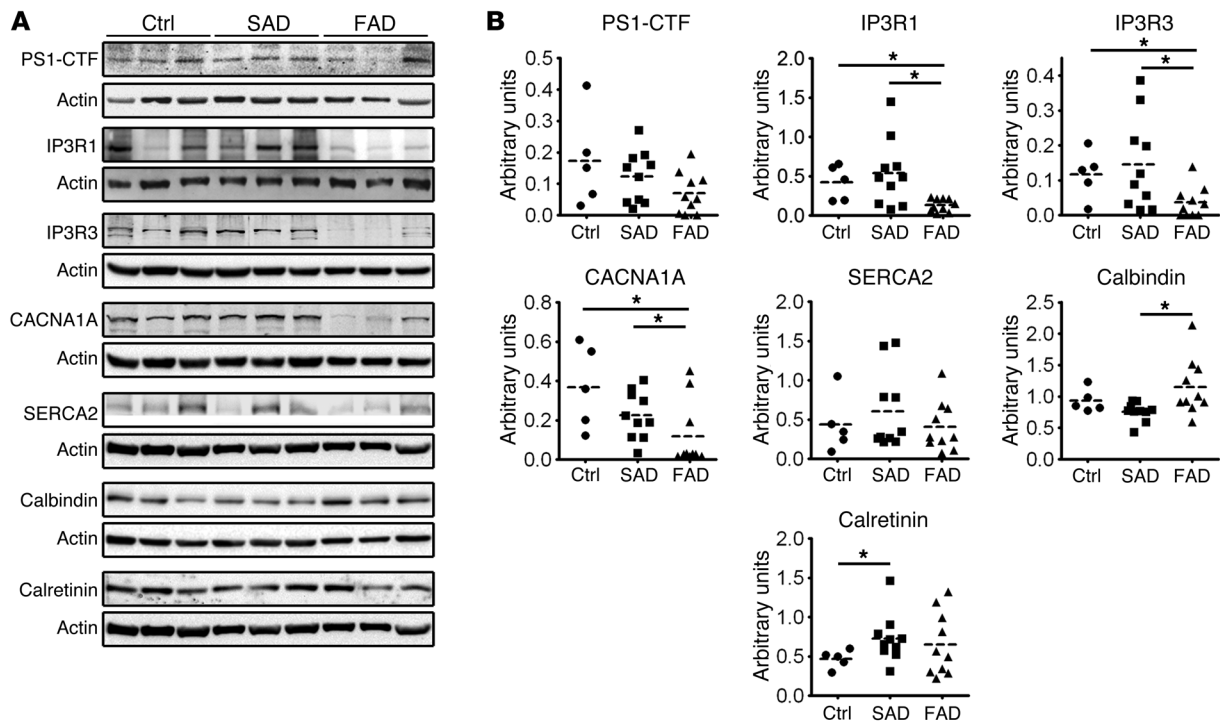 A
Ctrl SAD FAD
PS1-CTF
Actin
IP3R1
Actin
IP3R3
Actin
CACNA1A
Actin
SERCA2
Actin
Calbindin
Actin
Calretinin
Actin
B
PS1-CTF
Arbitrary units
0.5
0.4
0.3
0.2
0.1
0.0
Ctrl SAD FAD
IP3R1
Arbitrary units
2.0
1.5
1.0
0.5
0.0
*
*
Ctrl SAD FAD
IP3R3
Arbitrary units
0.4
0.3
0.2
0.1
0.0
*
*
Ctrl SAD FAD
CACNA1A
Arbitrary units
0.8
0.6
0.4
0.2
0.0
*
*
Ctrl SAD FAD
SERCA2
Arbitrary units
2.0
1.5
1.0
0.5
0.0
Ctrl SAD FAD
Calbindin
Arbitrary units
2.5
2.0
1.5
1.0
0.5
0.0
*
Ctrl SAD FAD
Calretinin
Arbitrary units
2.0
1.5
1.0
0.5
0.0
*
Ctrl SAD FAD